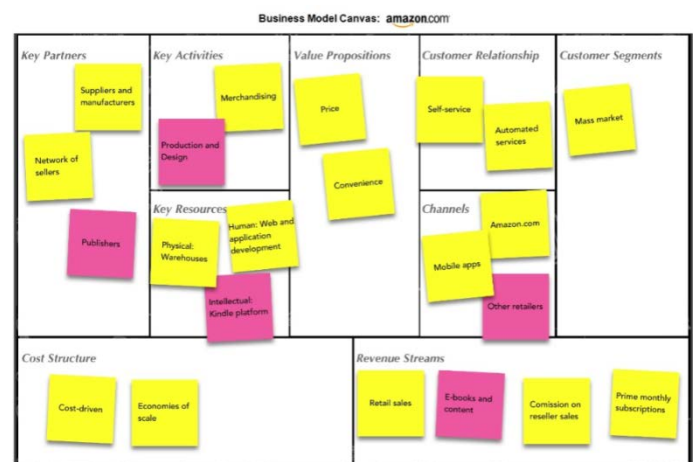 Business Model Canvas: amazon.com
Key Partners
Suppliers and
manufacturers
Network of
sellers
Publishers
Key Activities
Merchandising
Production and
Design
Key Resources
Physical:
Warehouses
Human: Web and
application
development
Intellectual:
Kindle platform
Value Propositions
Price
Convenience
Customer Relationship
Self-service
Automated
services
Channels
Amazon.com
Mobile apps
Other retailers
Customer Segments
Mass market
Cost Structure
Cost-driven
Economies of
scale
Revenue Streams
Retail sales
E-books and
content
Comission on
reseller sales
Prime monthly
subscriptions